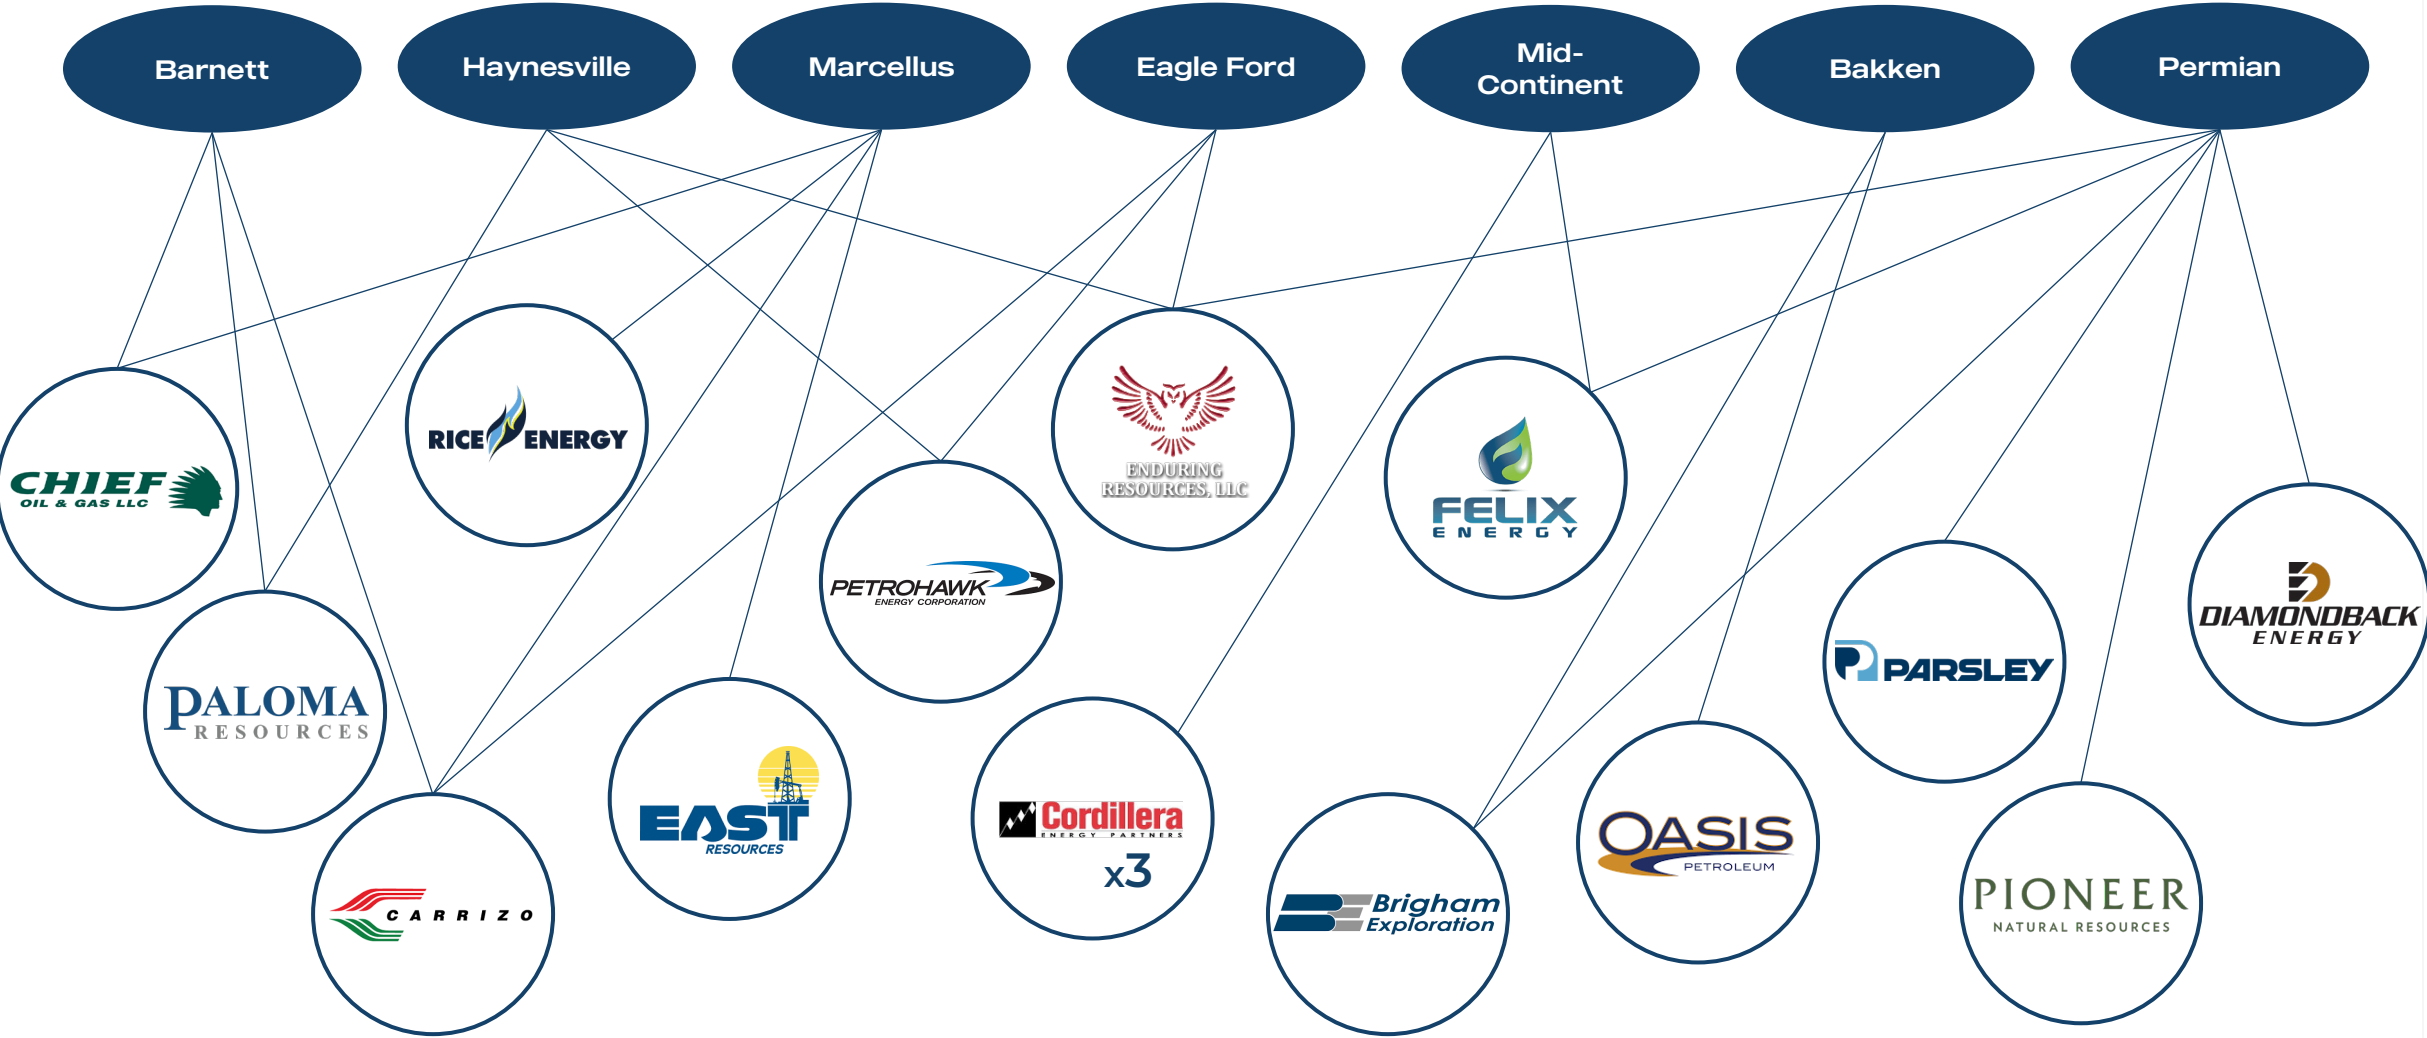 Barnett
Haynesville
Marcellus
Eagle Ford
Mid-
Continent
Bakken
Permian
RICE ENERGY
CHIEF
OIL & GAS LLC
ENDURING
RESOURCES, LLC
FELIX
ENERGY
PETROHAWK
ENERGY CORPORATION
DIAMONDBACK
ENERGY
PARSLEY
PALOMA
RESOURCES
EAST
RESOURCES
Cordillera
ENERGY PARTNERS
x3
OASIS
PETROLEUM
CARRIZO
Brigham
Exploration
PIONEER
NATURAL RESOURCES